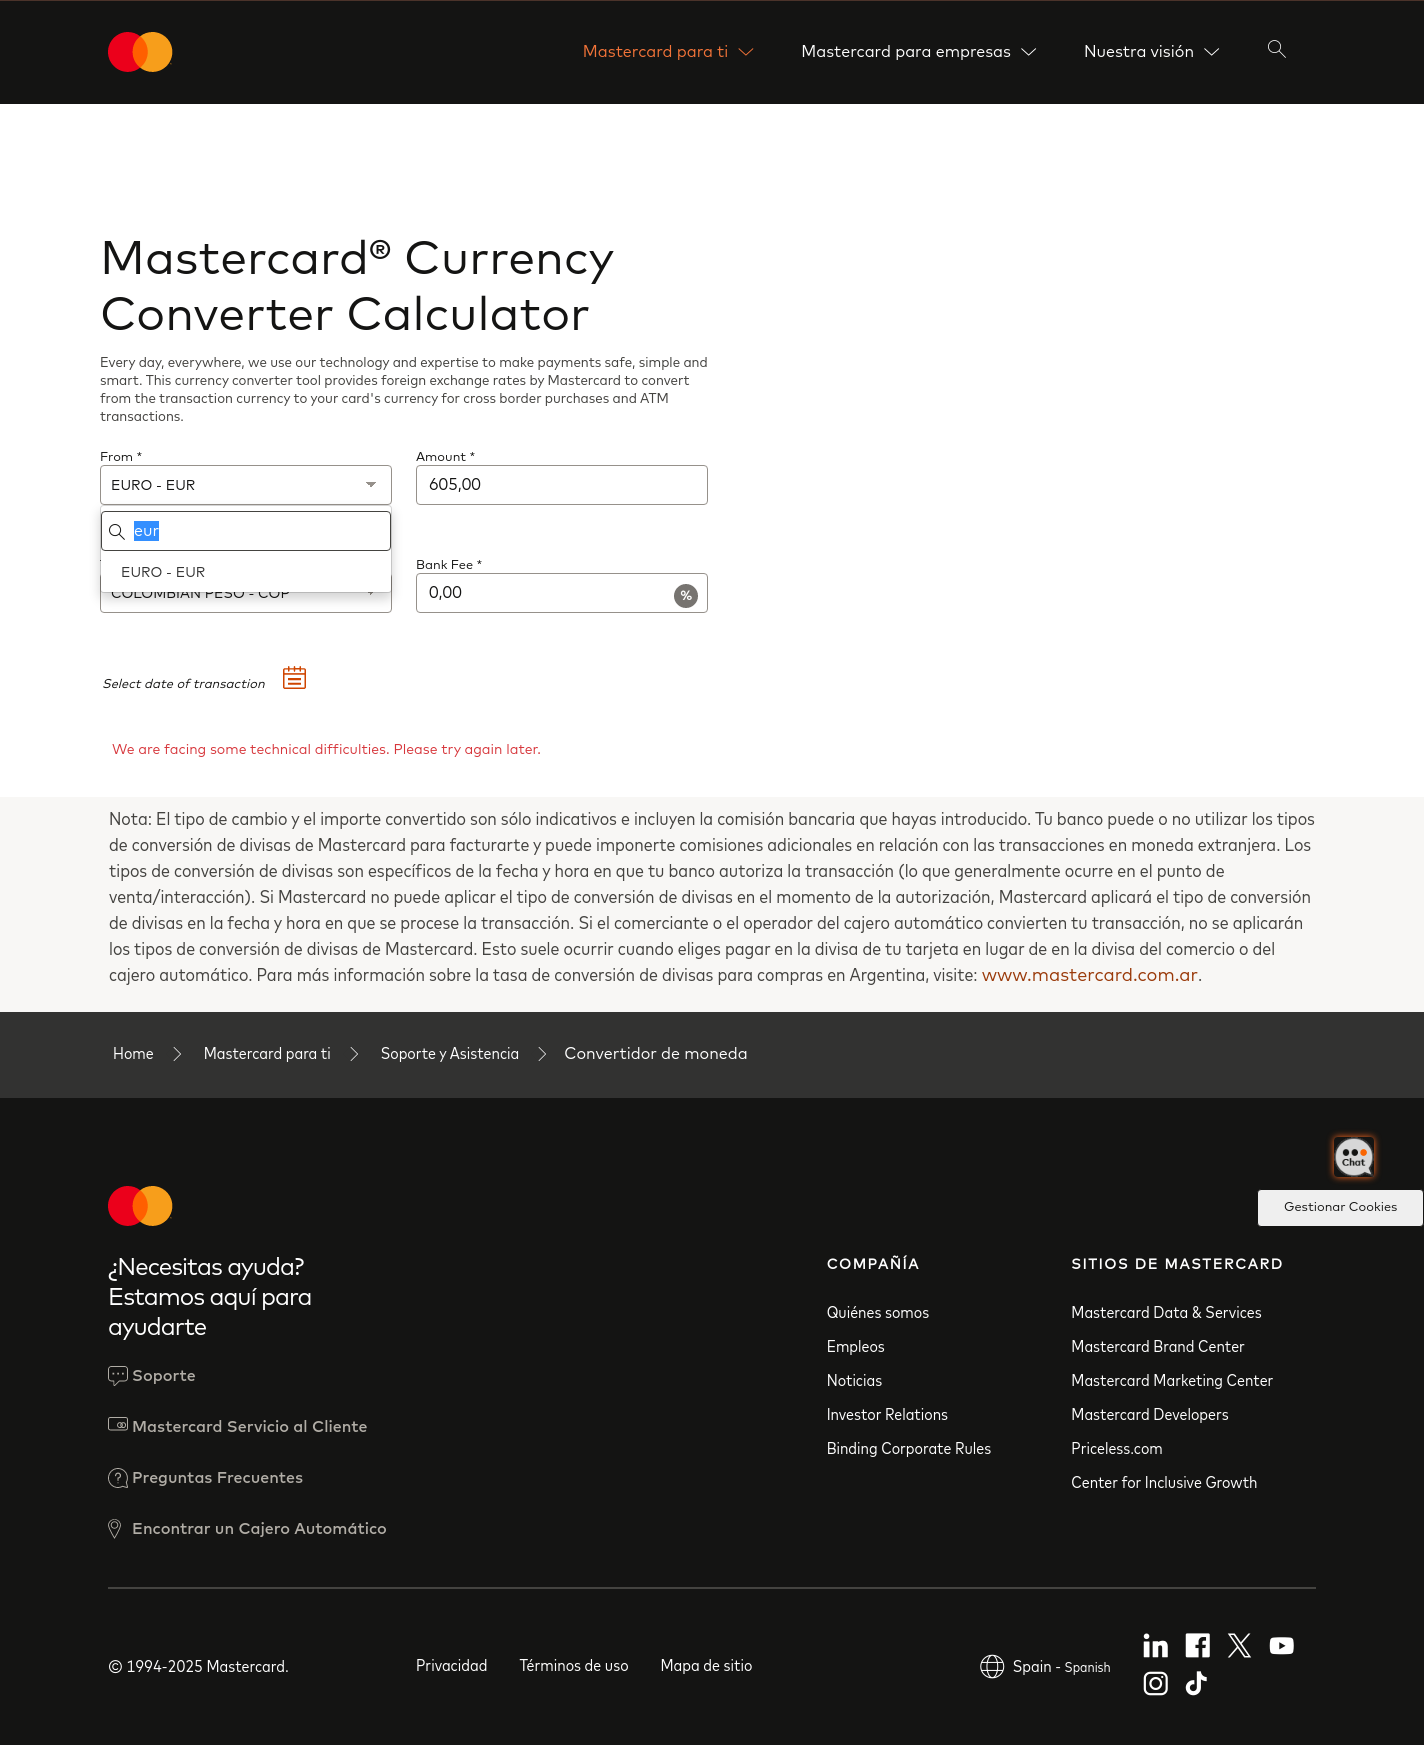 Mastercard para ti
Mastercard para empresas
Nuestra visión
Mastercard® Currency
Converter Calculator
Every day, everywhere, we use our technology and expertise to make payments safe, simple and
smart. This currency converter tool provides foreign exchange rates by Mastercard to convert
from the transaction currency to your card's currency for cross border purchases and ATM
transactions.
From *
Amount *
EURO - EUR
605,00
eur
EURO - EUR
Bank Fee *
COLOMBIAN PESO - COP
0,00
%
Select date of transaction
We are facing some technical difficulties. Please try again later.
Nota: El tipo de cambio y el importe convertido son sólo indicativos e incluyen la comisión bancaria que hayas introducido. Tu banco puede o no utilizar los tipos
de conversión de divisas de Mastercard para facturarte y puede imponerte comisiones adicionales en relación con las transacciones en moneda extranjera. Los
tipos de conversión de divisas son específicos de la fecha y hora en que tu banco autoriza la transacción (lo que generalmente ocurre en el punto de
venta/interacción). Si Mastercard no puede aplicar el tipo de conversión de divisas en el momento de la autorización, Mastercard aplicará el tipo de conversión
de divisas en la fecha y hora en que se procese la transacción. Si el comerciante o el operador del cajero automático convierten tu transacción, no se aplicarán
los tipos de conversión de divisas de Mastercard. Esto suele ocurrir cuando eliges pagar en la divisa de tu tarjeta en lugar de en la divisa del comercio o del
cajero automático. Para más información sobre la tasa de conversión de divisas para compras en Argentina, visite: www.mastercard.com.ar.
Home
Mastercard para ti
Soporte y Asistencia
Convertidor de moneda
Chat
Gestionar Cookies
¿Necesitas ayuda?
Estamos aquí para
ayudarte
Soporte
Mastercard Servicio al Cliente
Preguntas Frecuentes
Encontrar un Cajero Automático
COMPAÑÍA
Quiénes somos
Empleos
Noticias
Investor Relations
Binding Corporate Rules
SITIOS DE MASTERCARD
Mastercard Data & Services
Mastercard Brand Center
Mastercard Marketing Center
Mastercard Developers
Priceless.com
Center for Inclusive Growth
© 1994-2025 Mastercard.
Privacidad
Términos de uso
Mapa de sitio
Spain - Spanish